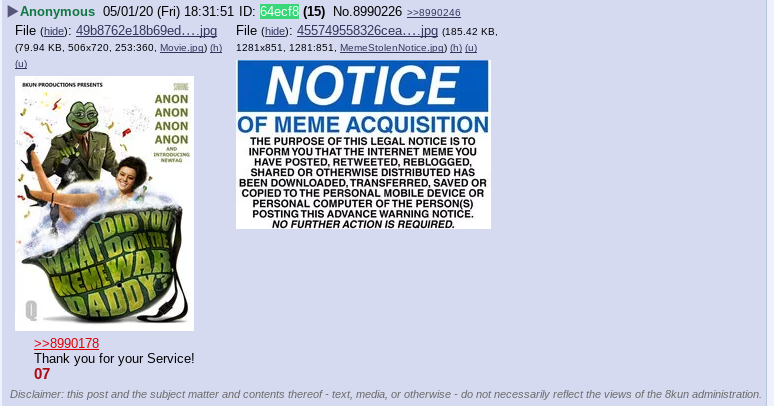 ▶Anonymous 05/01/20 (Fri) 18:31:51 ID: 64ecf8 (15) No.8990226 >>8990246
File (hide): 49b8762e18b69ed….jpg
(79.94 KB, 506x720, 253:360, Movie.jpg) (h)
(u)
File (hide): 455749558326cea….jpg (185.42 KB,
1281x851, 1281:851, MemeStolenNotice.jpg) (h) (u)
8KUN PRODUCTIONS PRESENTS
STARRING
ANON
ANON
ANON
ANON
AND
INTRODUCING
NEWFAG
WHAT DID YOU
DO IN THE
MEME WAR
DADDY?
Q
NOTICE
OF MEME ACQUISITION
THE PURPOSE OF THIS LEGAL NOTICE IS TO
INFORM YOU THAT THE INTERNET MEME YOU
HAVE POSTED, RETWEETED, REBLOGGED,
SHARED OR OTHERWISE DISTRIBUTED HAS
BEEN DOWNLOADED, TRANSFERRED, SAVED OR
COPIED TO THE PERSONAL MOBILE DEVICE OR
PERSONAL COMPUTER OF THE PERSON(S)
POSTING THIS ADVANCE WARNING NOTICE.
NO FURTHER ACTION IS REQUIRED.
>>8990178
Thank you for your Service!
07
Disclaimer: this post and the subject matter and contents thereof - text, media, or otherwise - do not necessarily reflect the views of the 8kun administration.